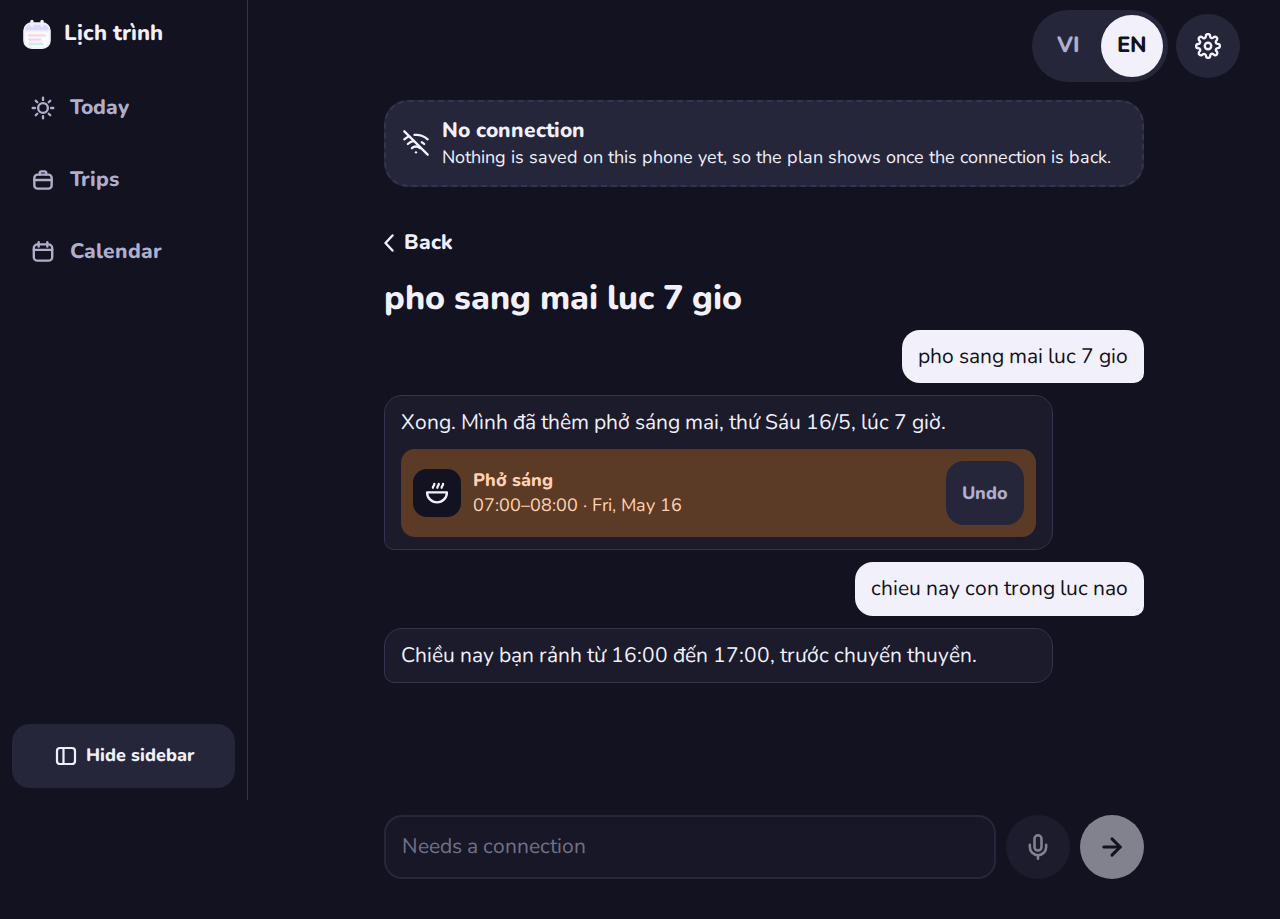 Lịch trình
VI
EN
Today
Trips
Calendar
No connection
Nothing is saved on this phone yet, so the plan shows once the connection is back.
Back
pho sang mai luc 7 gio
pho sang mai luc 7 gio
Xong. Mình đã thêm phở sáng mai, thứ Sáu 16/5, lúc 7 giờ.
Phở sáng
07:00–08:00 · Fri, May 16
Undo
chieu nay con trong luc nao
Chiều nay bạn rảnh từ 16:00 đến 17:00, trước chuyến thuyền.
Hide sidebar
Needs a connection